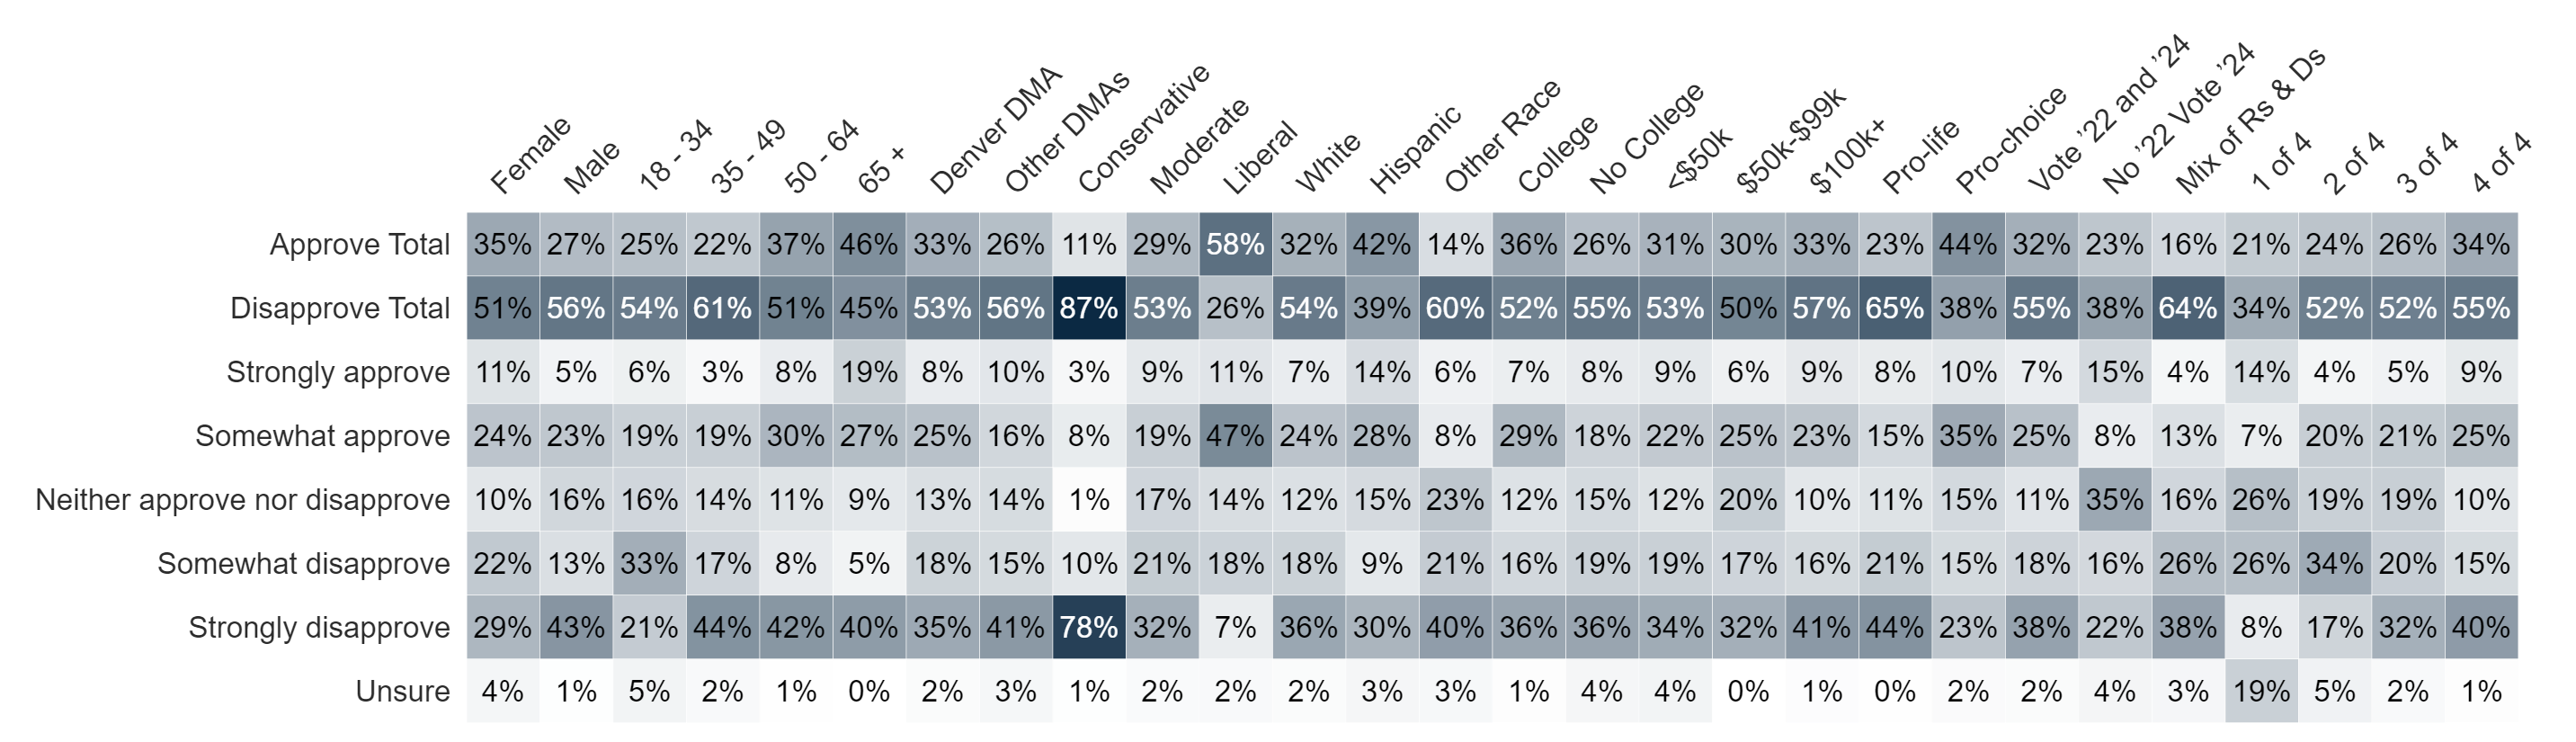 Female Male 18 - 34 35 - 49 50 - 64 65 + Denver DMA Other DMAs Conservative Moderate Liberal White Hispanic Other Race College No College <$50k $50k-$99k $100k+ Pro-life Pro-choice Vote ’22 and ’24 No ’22 Vote ’24 Mix of Rs & Ds 1 of 4 2 of 4 3 of 4 4 of 4
Approve Total 35% 27% 25% 22% 37% 46% 33% 26% 11% 29% 58% 32% 42% 14% 36% 26% 31% 30% 33% 23% 44% 32% 23% 16% 21% 24% 26% 34%
Disapprove Total 51% 56% 54% 61% 51% 45% 53% 56% 87% 53% 26% 54% 39% 60% 52% 55% 53% 50% 57% 65% 38% 55% 38% 64% 34% 52% 52% 55%
Strongly approve 11% 5% 6% 3% 8% 19% 8% 10% 3% 9% 11% 7% 14% 6% 7% 8% 9% 6% 9% 8% 10% 7% 15% 4% 14% 4% 5% 9%
Somewhat approve 24% 23% 19% 19% 30% 27% 25% 16% 8% 19% 47% 24% 28% 8% 29% 18% 22% 25% 23% 15% 35% 25% 8% 13% 7% 20% 21% 25%
Neither approve nor disapprove 10% 16% 16% 14% 11% 9% 13% 14% 1% 17% 14% 12% 15% 23% 12% 15% 12% 20% 10% 11% 15% 11% 35% 16% 26% 19% 19% 10%
Somewhat disapprove 22% 13% 33% 17% 8% 5% 18% 15% 10% 21% 18% 18% 9% 21% 16% 19% 19% 17% 16% 21% 15% 18% 16% 26% 26% 34% 20% 15%
Strongly disapprove 29% 43% 21% 44% 42% 40% 35% 41% 78% 32% 7% 36% 30% 40% 36% 36% 34% 32% 41% 44% 23% 38% 22% 38% 8% 17% 32% 40%
Unsure 4% 1% 5% 2% 1% 0% 2% 3% 1% 2% 2% 2% 3% 3% 1% 4% 4% 0% 1% 0% 2% 2% 4% 3% 19% 5% 2% 1%